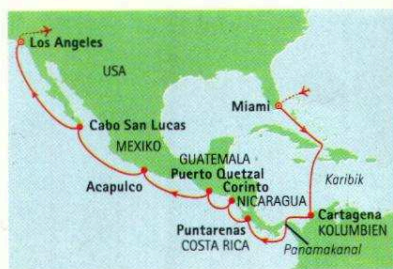 Los Angeles
USA
Miami
Cabo San Lucas
MEXIKO
GUATEMALA
Puerto Quetzal
Karibik
Acapulco
Corinto
NICARAGUA
Cartagena
Puntarenas
KOLUMBIEN
COSTA RICA
Panamakanal